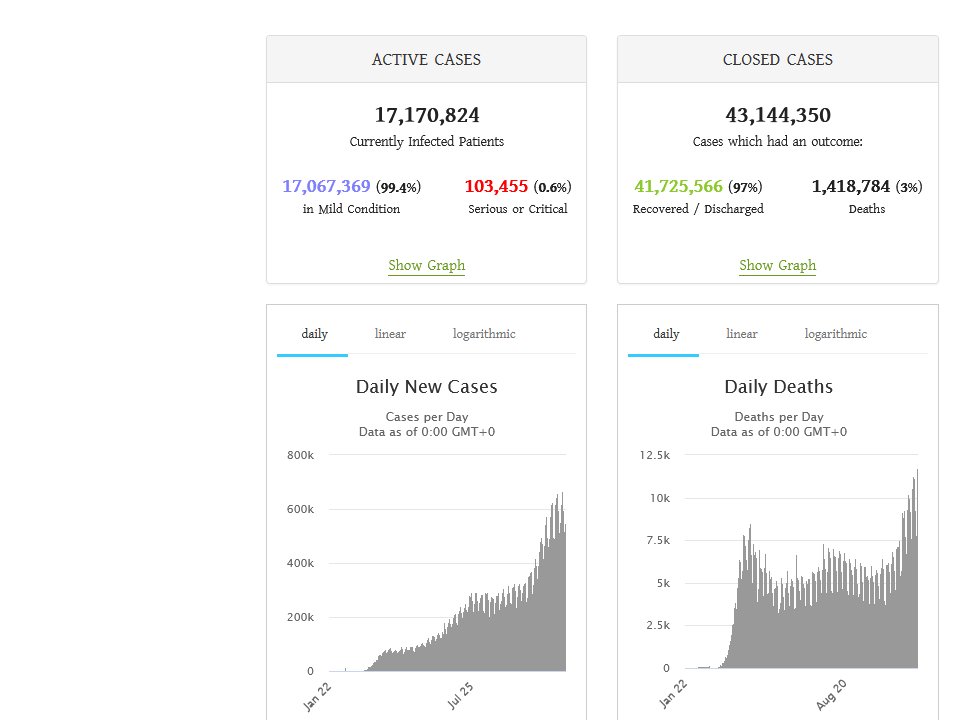 ACTIVE CASES
17,170,824
Currently Infected Patients
17,067,369 (99.4%)
in Mild Condition
103,455 (0.6%)
Serious or Critical
Show Graph
CLOSED CASES
43,144,350
Cases which had an outcome:
41,725,566 (97%)
Recovered / Discharged
1,418,784 (3%)
Deaths
Show Graph
daily linear logarithmic
Daily New Cases
Cases per Day
Data as of 0:00 GMT+0
800k
600k
400k
200k
0
Jan 22
Jul 25
daily linear logarithmic
Daily Deaths
Deaths per Day
Data as of 0:00 GMT+0
12.5k
10k
7.5k
5k
2.5k
0
Jan 22
Aug 20